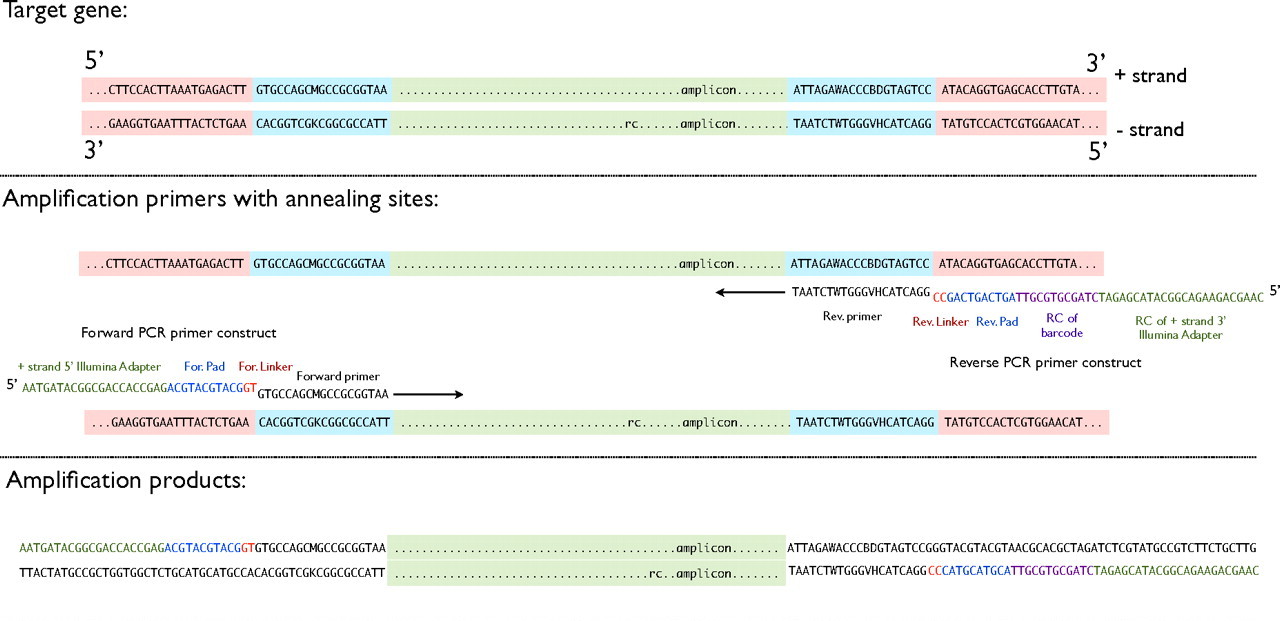 Target gene:
5’ 3’
...CTTCCACTTAAATGAGACTT GTGCCAGCMGCCGCGGTAA ........................................amplicon....... ATTAGAWACCCBDGTAGTCC ATACAGGTGAGCACCTTGTA... + strand
...GAAGGTGAATTTACTCTGAA CACGGTCGKCGGCGCCATT .................................rc......amplicon........ TAATCTWTGGGVHCATCAGG TATGTCCACTCGTGGAACAT... - strand
3’ 5’
Amplification primers with annealing sites:
...CTTCCACTTAAATGAGACTT GTGCCAGCMGCCGCGGTAA ........................................amplicon....... ATTAGAWACCCBDGTAGTCC ATACAGGTGAGCACCTTGTA...
TAATCTWTGGGVHCATCAGG CCGACTGACTGATTGCGTGCGATCTAGAGCATACGGCAGAAGACGAAC 5’
Rev. primer Rev. Linker Rev. Pad RC of barcode RC of + strand 3’ Illumina Adapter
Forward PCR primer construct
Reverse PCR primer construct
+ strand 5’ Illumina Adapter For. Pad For. Linker
Forward primer
5’ AATGATACGGCGACCACCGAGACGTACGTACGGT GTGCCAGCMGCCGCGGTAA
...GAAGGTGAATTTACTCTGAA CACGGTCGKCGGCGCCATT .................................rc......amplicon........ TAATCTWTGGGVHCATCAGG TATGTCCACTCGTGGAACAT...
Amplification products:
AATGATACGGCGACCACCGAGACGTACGTACGGTGTGCCAGCMGCCGCGGTAA ........................................amplicon....... ATTAGAWACCCBDGTAGTCCGGGTACGTACGTAACGCACGCTAGATCTCGTATGCCGTCTTCTGCTTG
TTACTATGCCGCTGGTGGCTCTGCATGCATGCCACACGGTCGKCGGCGCCATT .....................................rc..amplicon....... TAATCTWTGGGVHCATCAGGCCCATGCATGCATTGCGTGCGATCTAGAGCATACGGCAGAAGACGAAC